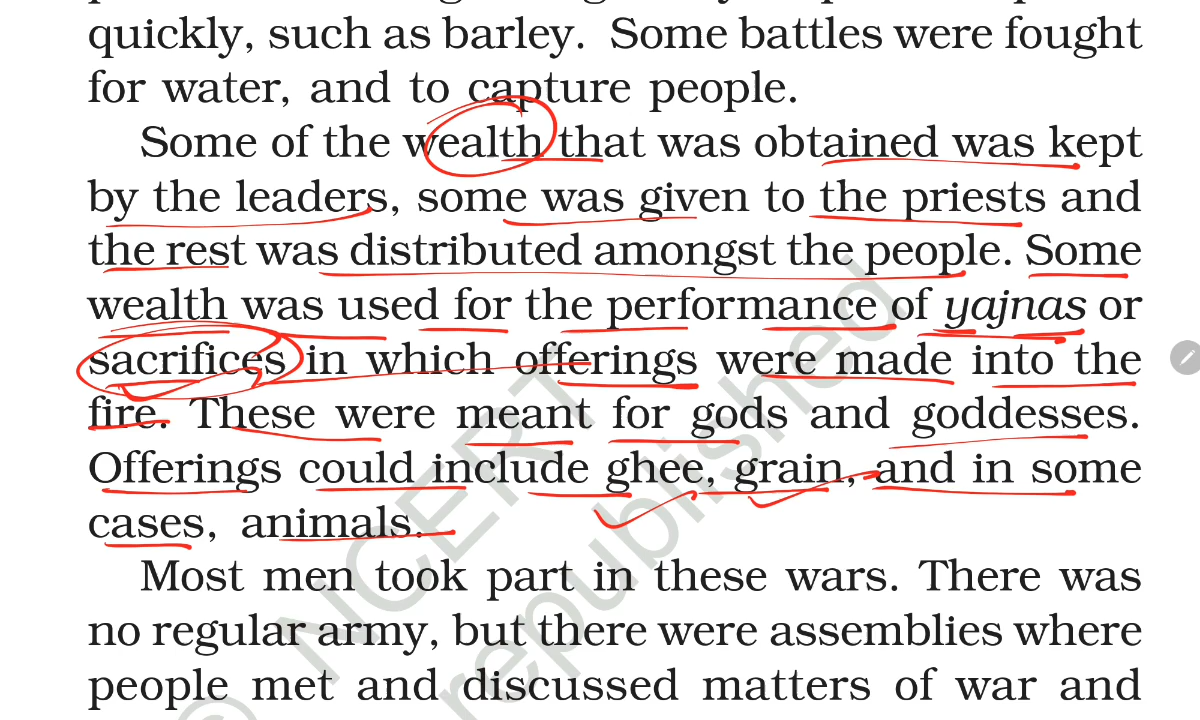 quickly, such as barley. Some battles were fought
for water, and to capture people.
Some of the wealth that was obtained was kept
by the leaders, some was given to the priests and
the rest was distributed amongst the people. Some
wealth was used for the performance of yajnas or
sacrifices in which offerings were made into the
fire. These were meant for gods and goddesses.
Offerings could include ghee, grain, and in some
cases, animals.
Most men took part in these wars. There was
no regular army, but there were assemblies where
people met and discussed matters of war and
© NCERT
republished